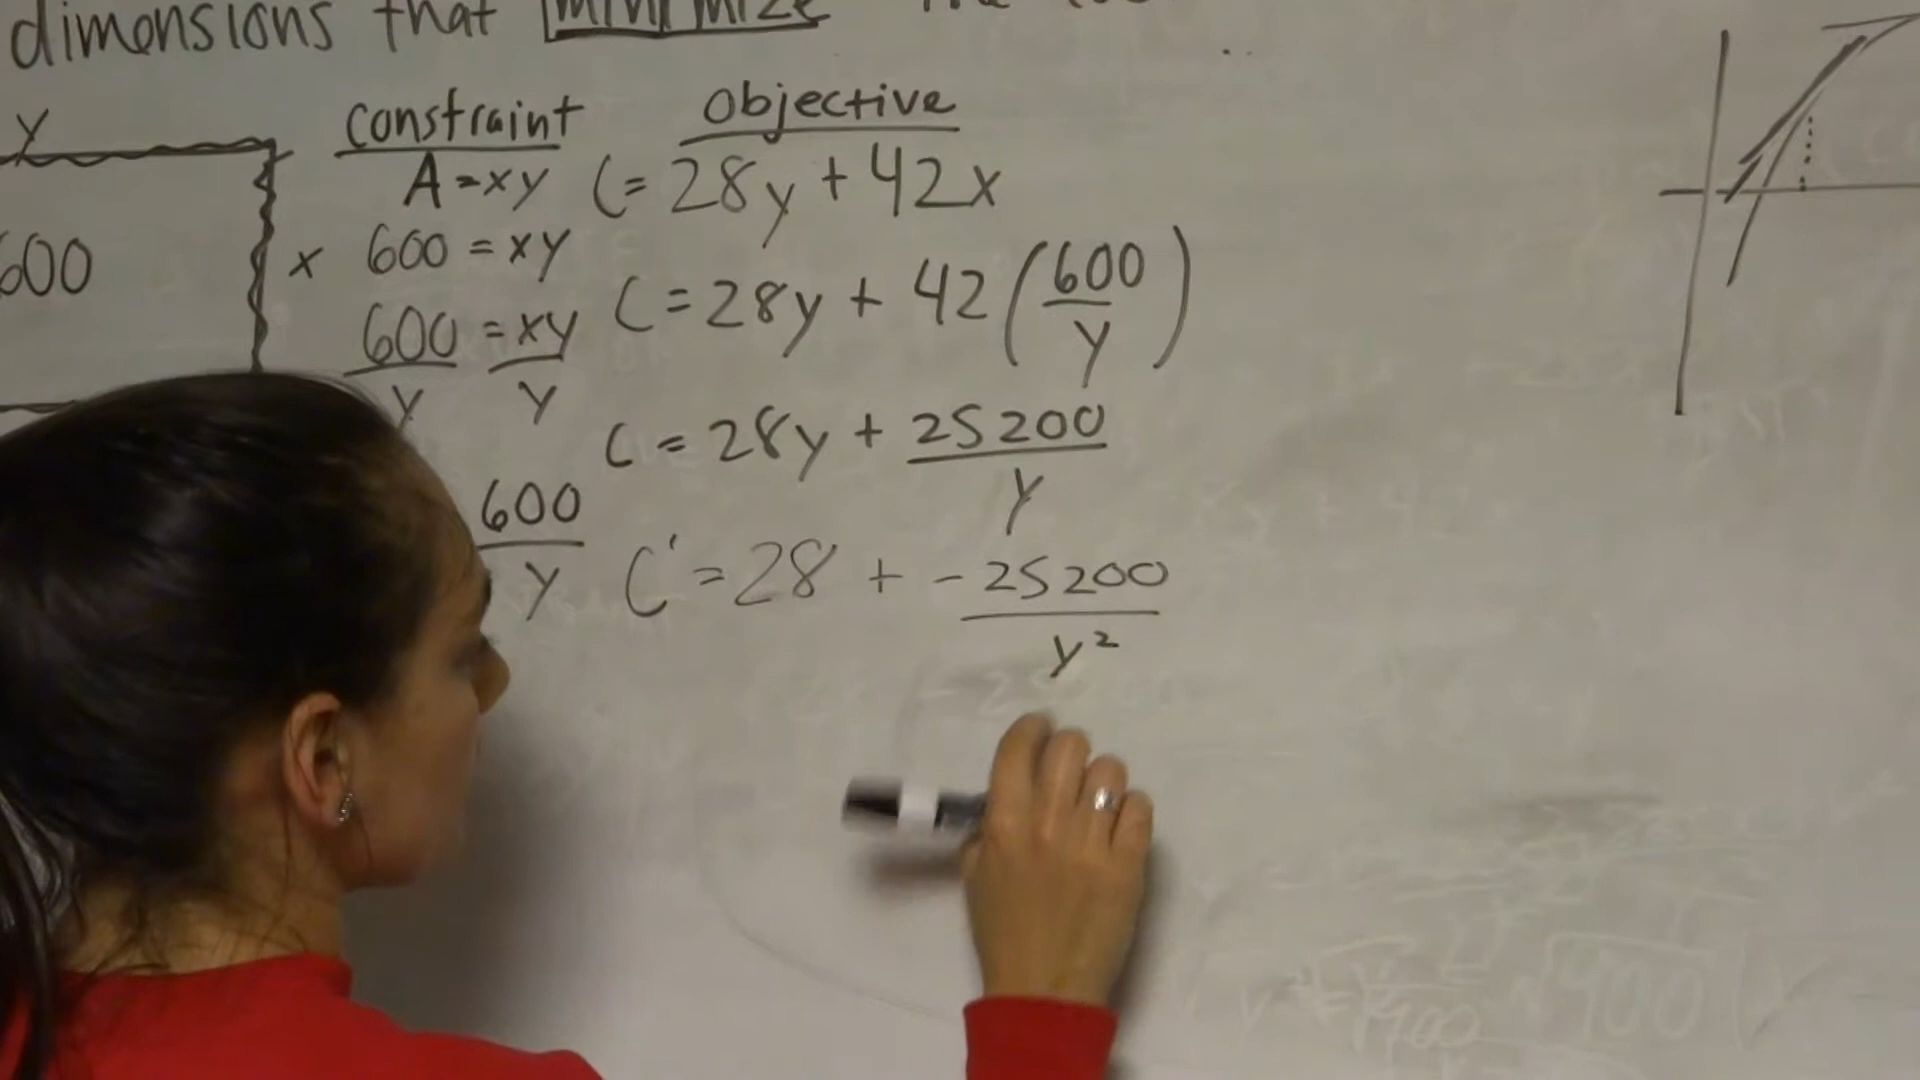 dimensions that minimize the
y
600
x
constraint
A = xy
600 = xy
600/y = xy/y
600/y
Objective
C = 28y + 42x
C = 28y + 42(600/y)
C = 28y + 25200/y
C' = 28 + -25200/y²